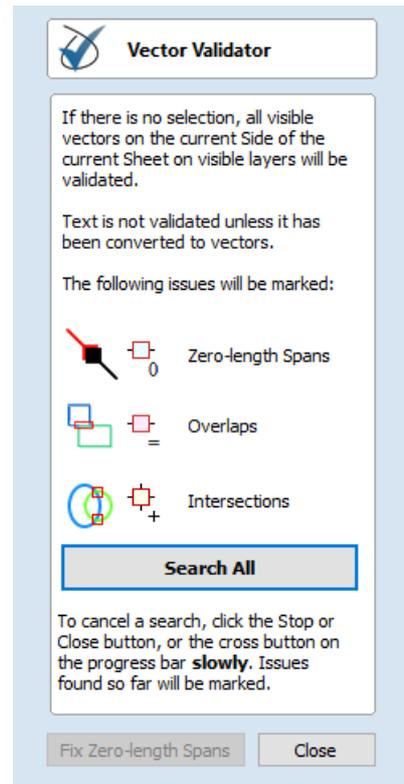 Vector Validator
If there is no selection, all visible
vectors on the current Side of the
current Sheet on visible layers will be
validated.
Text is not validated unless it has
been converted to vectors.
The following issues will be marked:
0 Zero-length Spans
= Overlaps
+ Intersections
Search All
To cancel a search, click the Stop or
Close button, or the cross button on
the progress bar slowly. Issues
found so far will be marked.
Fix Zero-length Spans Close